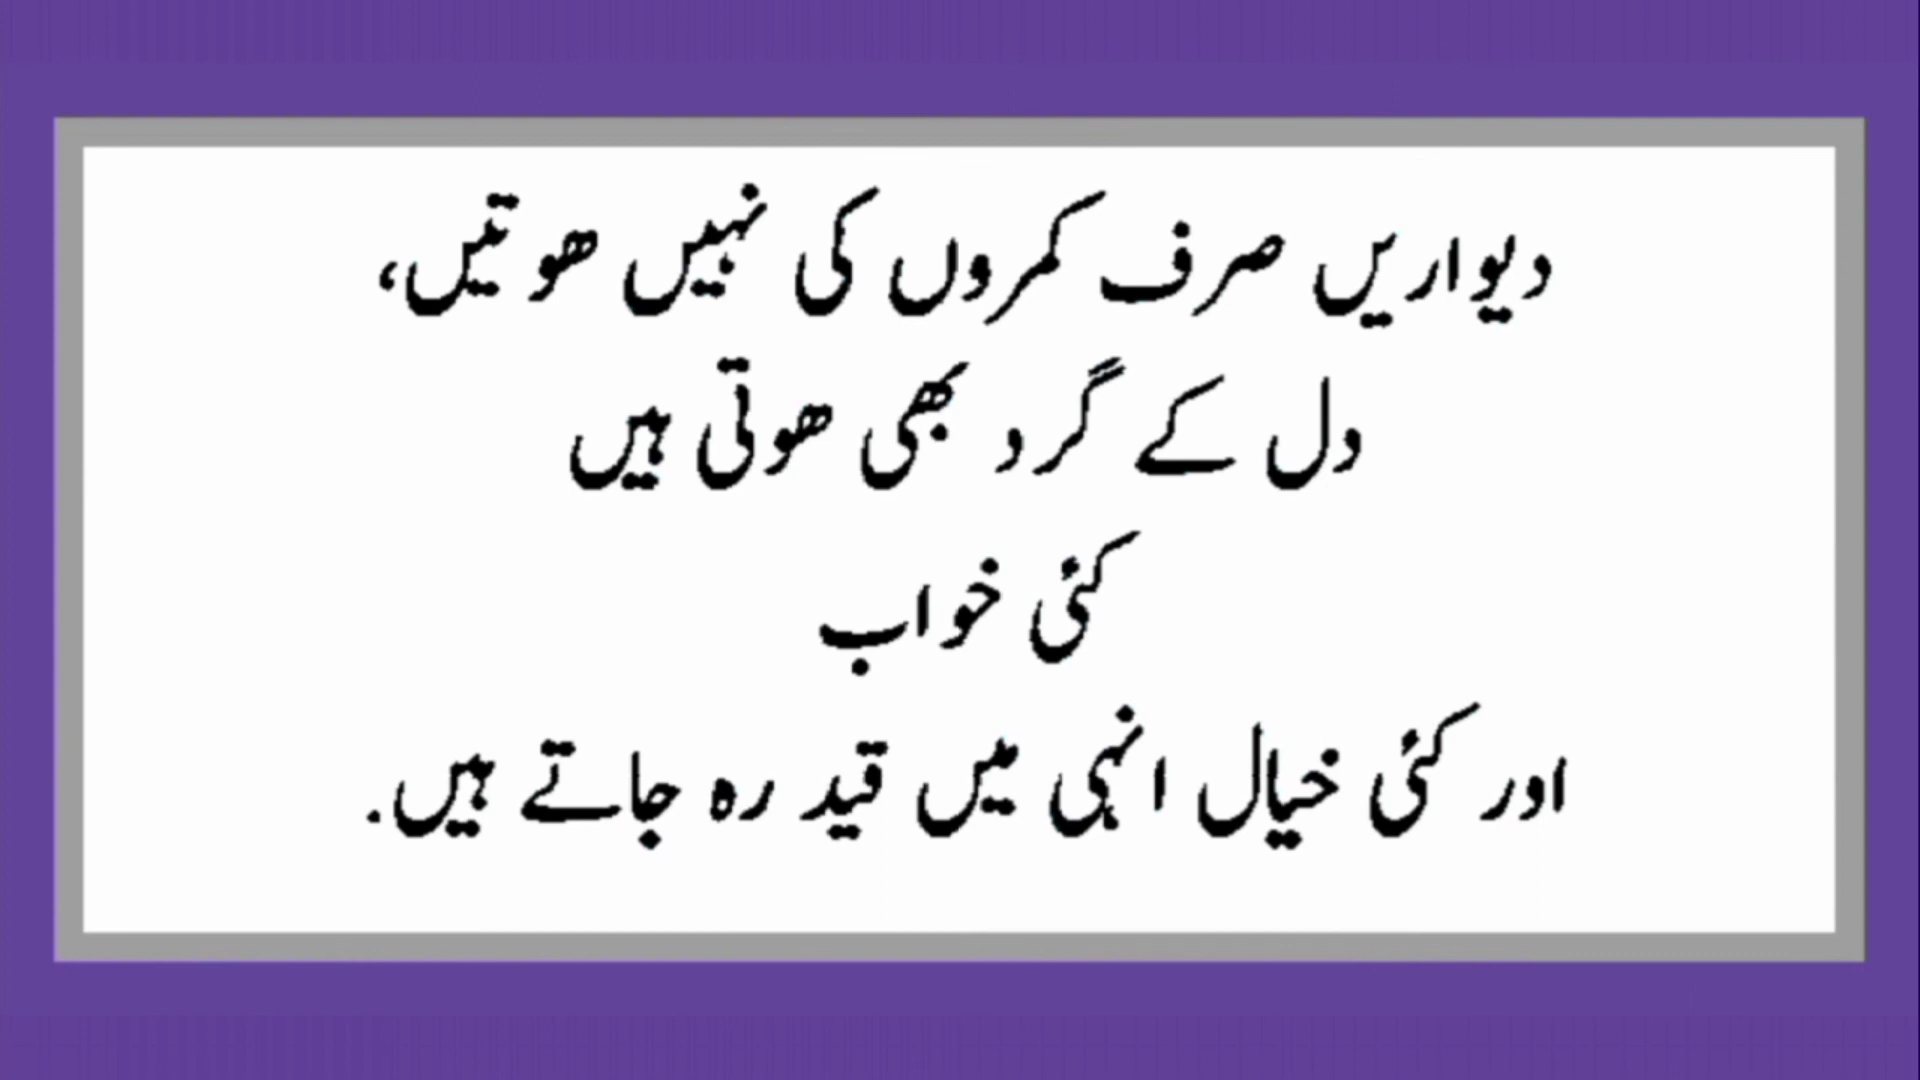 دیواریں صرف کمروں کی نہیں ھوتیں،
دل کے گرد بھی ھوتی ہیں
کئی خواب
اور کئی خیال انہی میں قید رہ جاتے ہیں.